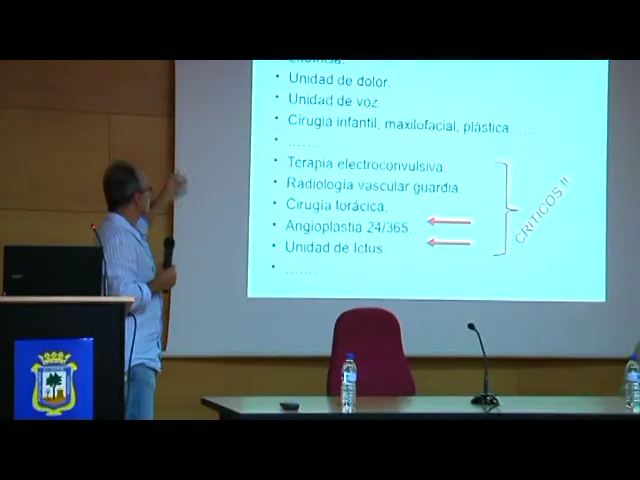 Unidad de dolor.
Unidad de voz.
Cirugía infantil, maxilofacial, plástica......
.......
Terapia electroconvulsiva.
Radiología vascular guardia.
Cirugía torácica.
Angioplastia 24/365.
Unidad de Ictus.
.......
CRITICOS !!